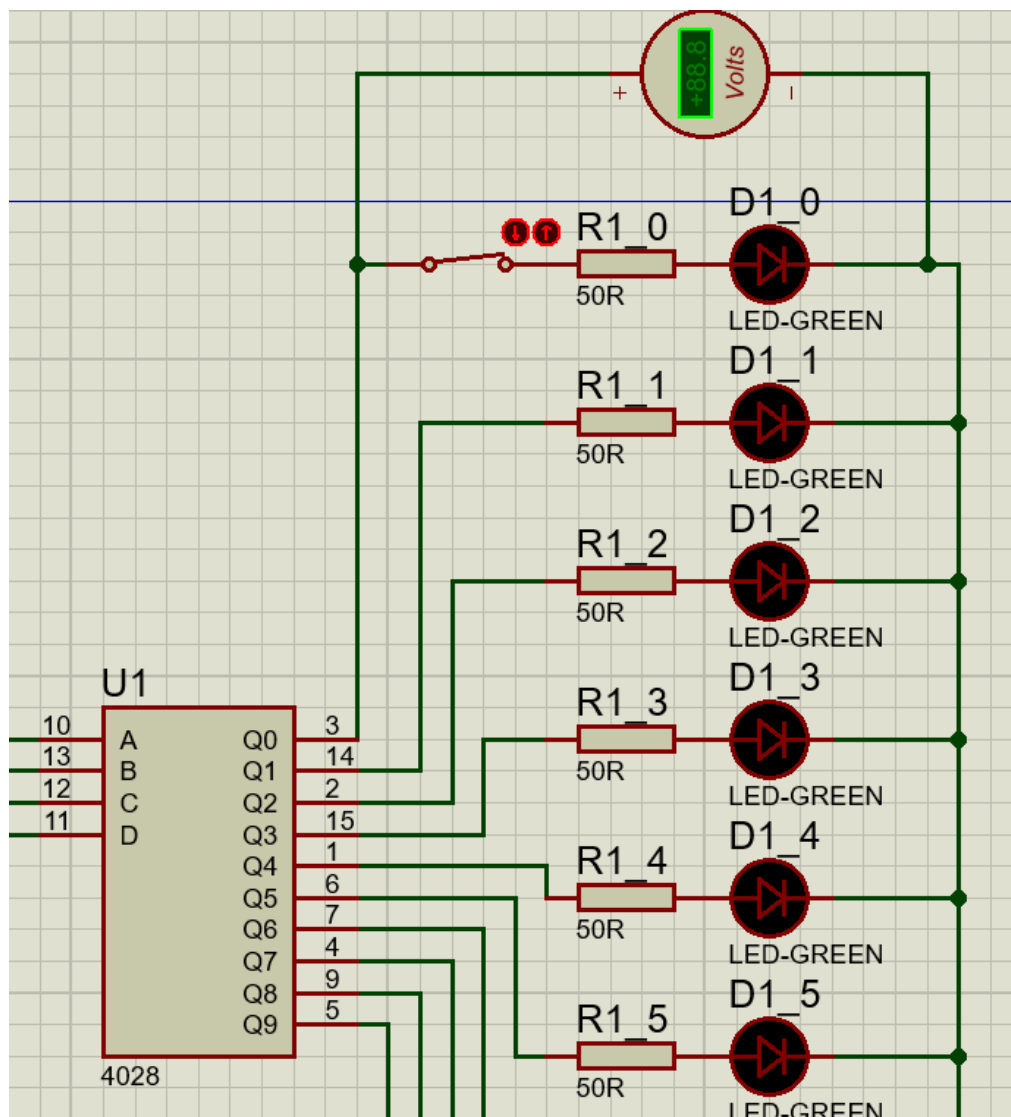 +88.8
Volts
+
−
D1_0
R1_0
50R
LED-GREEN
D1_1
R1_1
50R
LED-GREEN
D1_2
R1_2
50R
LED-GREEN
D1_3
R1_3
50R
LED-GREEN
D1_4
R1_4
50R
LED-GREEN
D1_5
R1_5
50R
LED-GREEN
U1
10 A Q0 3
13 B Q1 14
12 C Q2 2
11 D Q3 15
Q4 1
Q5 6
Q6 7
Q7 4
Q8 9
Q9 5
4028